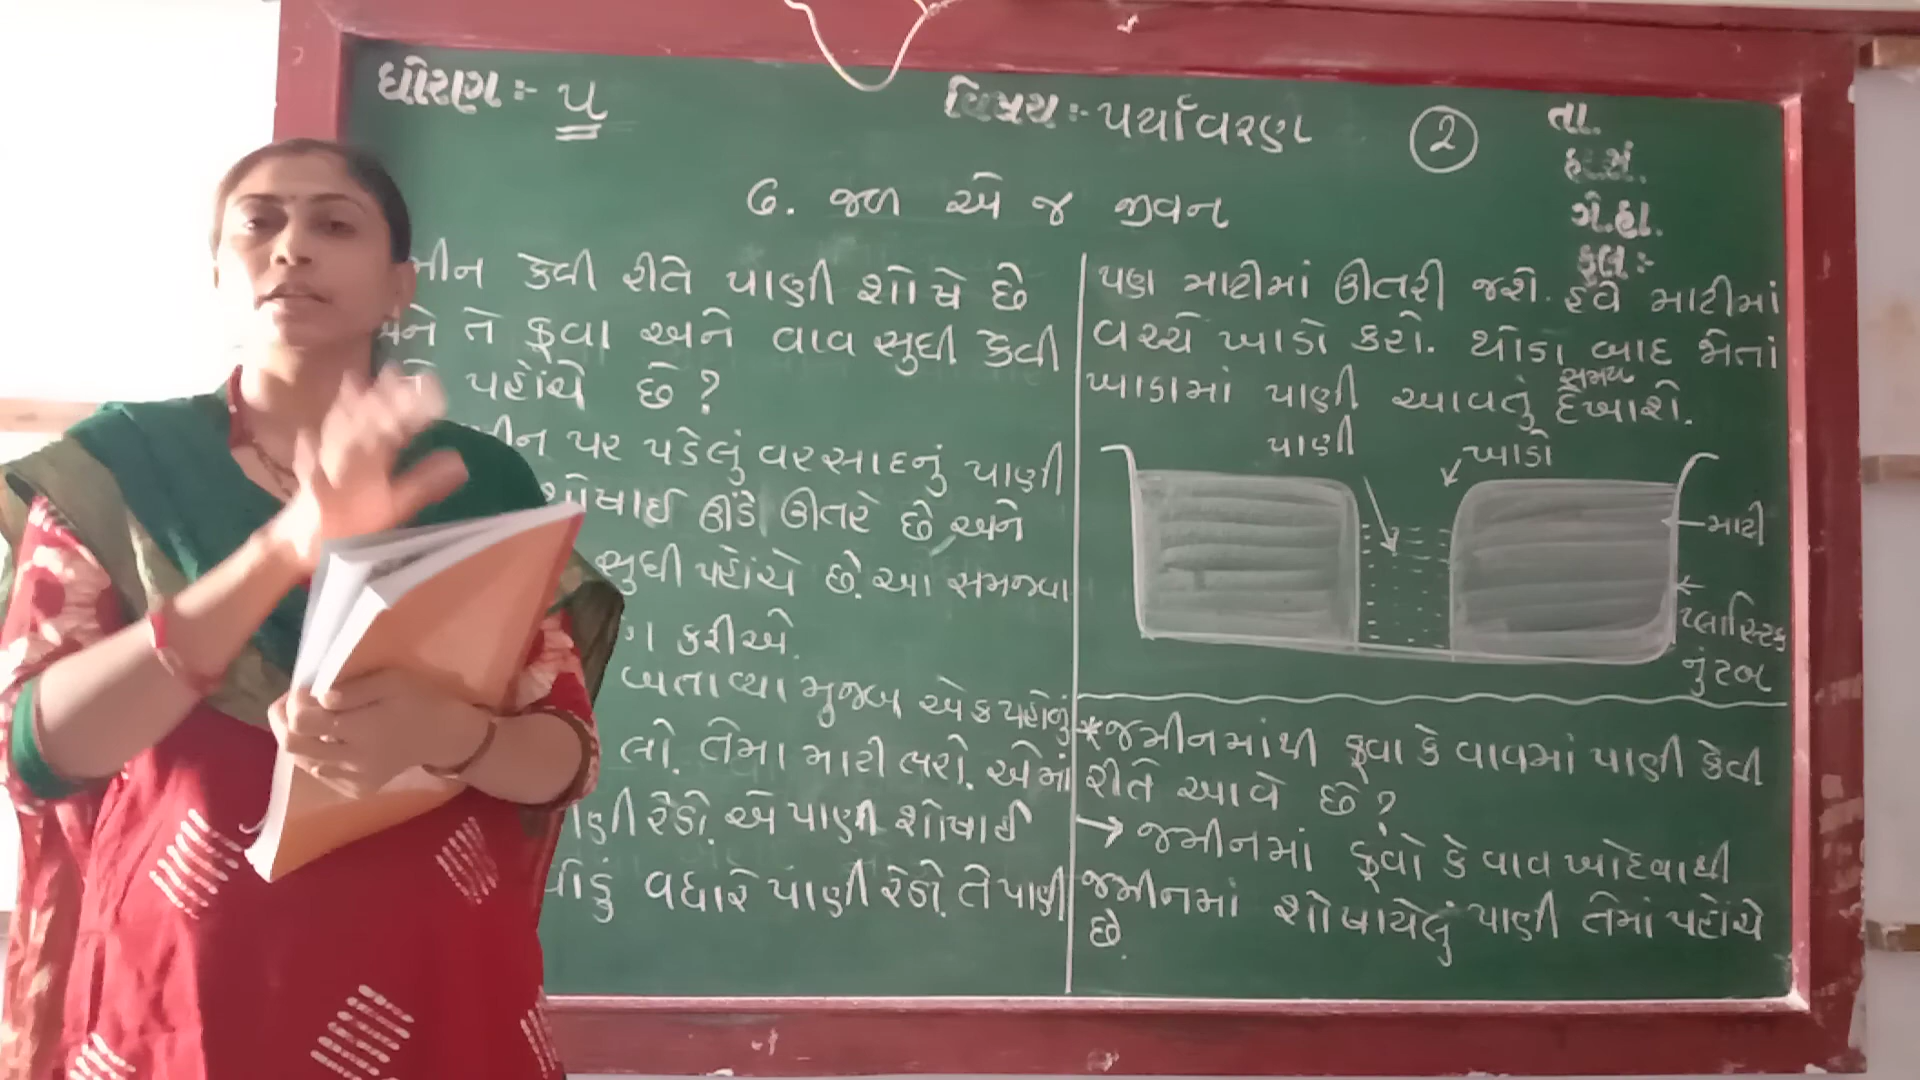 ધોરણ :- ૫
વિષય :- પર્યાવરણ
૨
તા.
ગે.હા.
કુલ :-
૭. જળ એ જ જીવન
કેવી રીતે પાણી શોષે છે
તે કૂવા અને વાવ સુધી કેવી
પહોંચે છે ?
પર પડેલું વરસાદનું પાણી
શોષાઈ ઊંડે ઊતરે છે અને
સુધી પહોંચે છે. આ સમજવા
કરીએ.
બતાવ્યા મુજબ એક પહોળું
લો. તેમા માટી ભરો. એમાં
રેડો. એ પાણી શોષાઈ
વધારે પાણી રેડો. તે પાણી
પણ માટીમાં ઊતરી જશે. હવે માટીમાં
વચ્ચે ખાડો કરો. થોડા બાદ જોતાં
સમય
ખાડામાં પાણી આવતું દેખાશે.
પાણી
ખાડો
માટી
પ્લાસ્ટિક
નું ટબ
* જમીનમાંથી કૂવા કે વાવમાં પાણી કેવી
રીતે આવે છે ?
→ જમીનમાં કૂંવો કે વાવ ખોદવાથી
જમીનમાં શોષાયેલું પાણી તેમાં પહોંચે
છે.